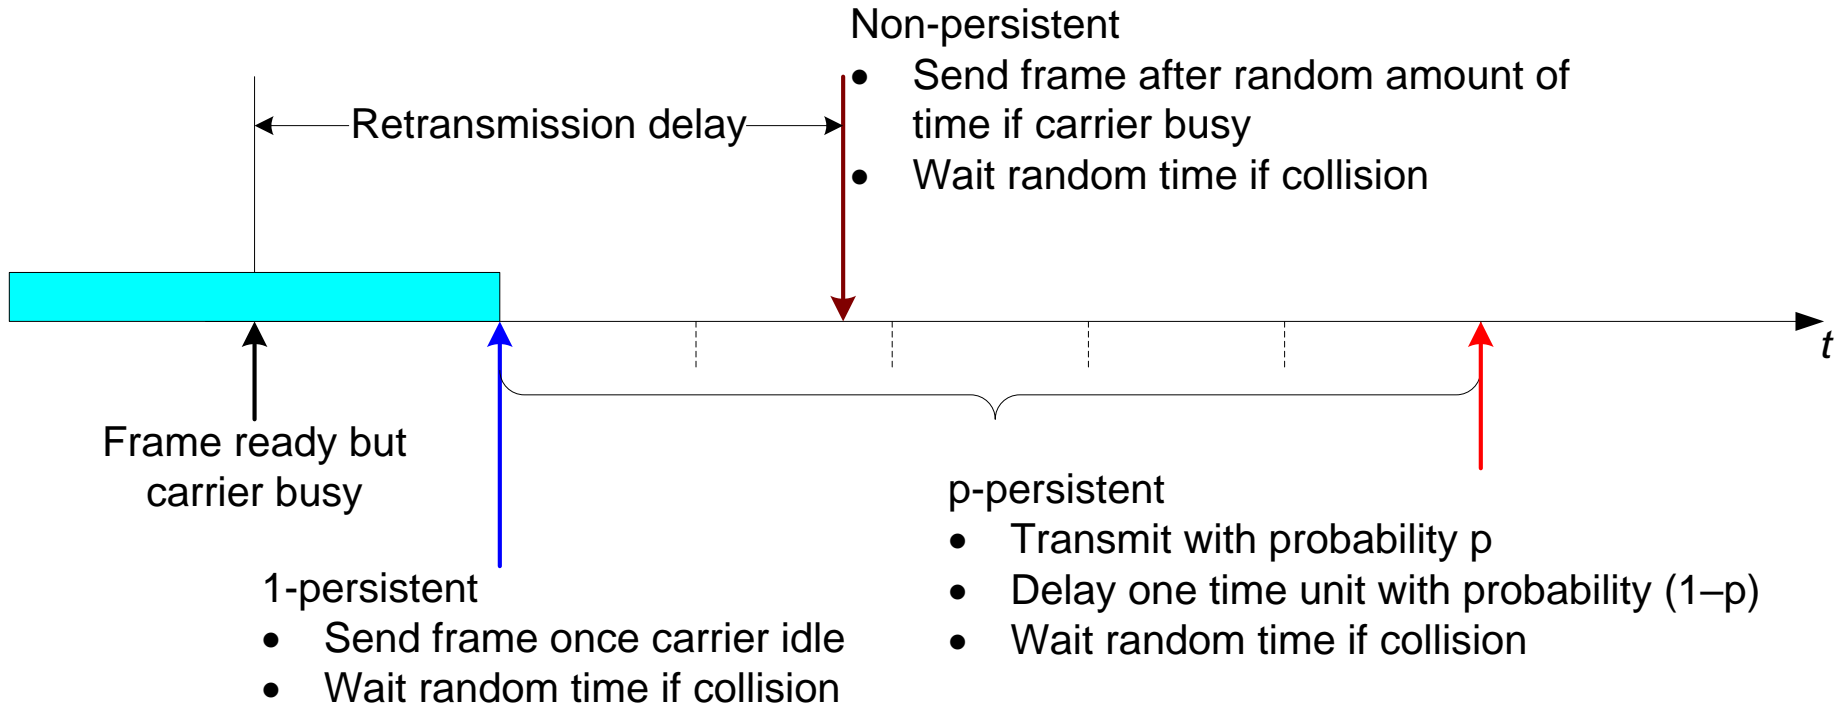 Non-persistent
• Send frame after random amount of
time if carrier busy
• Wait random time if collision
Retransmission delay
t
Frame ready but
carrier busy
1-persistent
• Send frame once carrier idle
• Wait random time if collision
p-persistent
• Transmit with probability p
• Delay one time unit with probability (1–p)
• Wait random time if collision